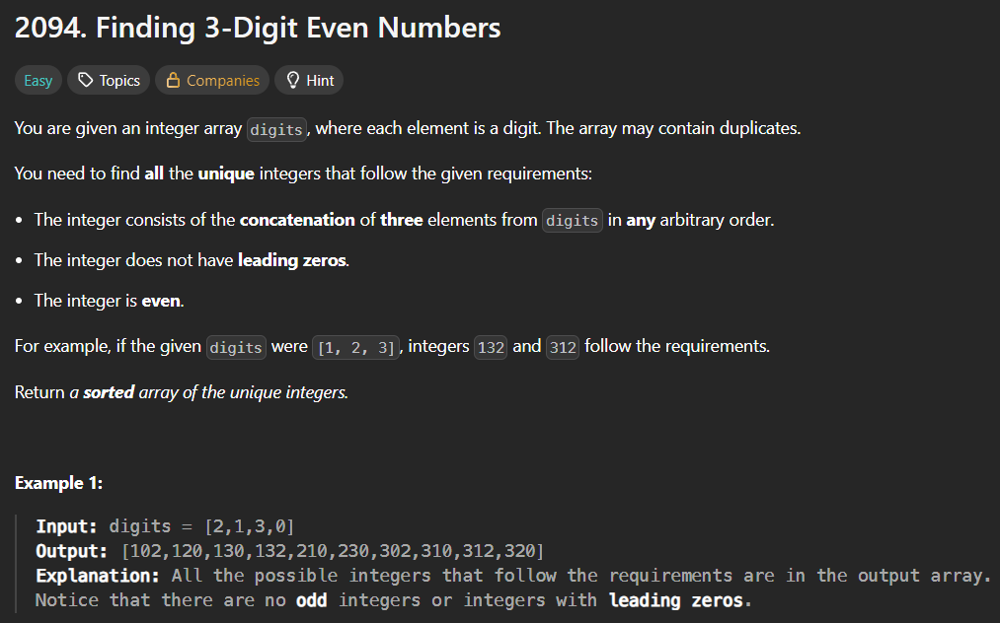 2094. Finding 3-Digit Even Numbers
Easy Topics Companies Hint
You are given an integer array digits, where each element is a digit. The array may contain duplicates.
You need to find all the unique integers that follow the given requirements:
• The integer consists of the concatenation of three elements from digits in any arbitrary order.
• The integer does not have leading zeros.
• The integer is even.
For example, if the given digits were [1, 2, 3], integers 132 and 312 follow the requirements.
Return a sorted array of the unique integers.
Example 1:
Input: digits = [2,1,3,0]
Output: [102,120,130,132,210,230,302,310,312,320]
Explanation: All the possible integers that follow the requirements are in the output array.
Notice that there are no odd integers or integers with leading zeros.